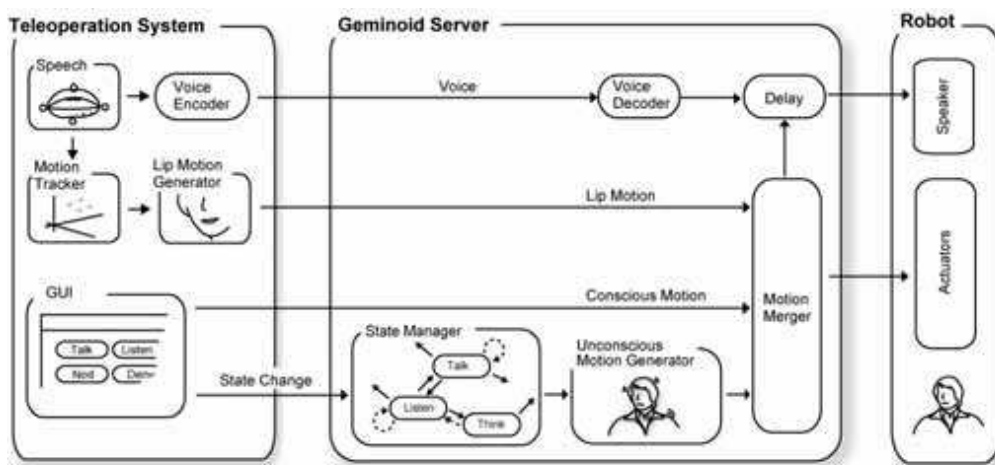 Teleoperation System
Geminoid Server
Robot
Speech
Voice
Encoder
Voice
Voice
Decoder
Delay
Speaker
Motion
Tracker
Lip Motion
Generator
Lip Motion
Motion
Merger
Actuators
GUI
Talk
Listen
Nod
Conscious Motion
State Change
State Manager
Talk
Listen
Think
Unconscious
Motion Generator